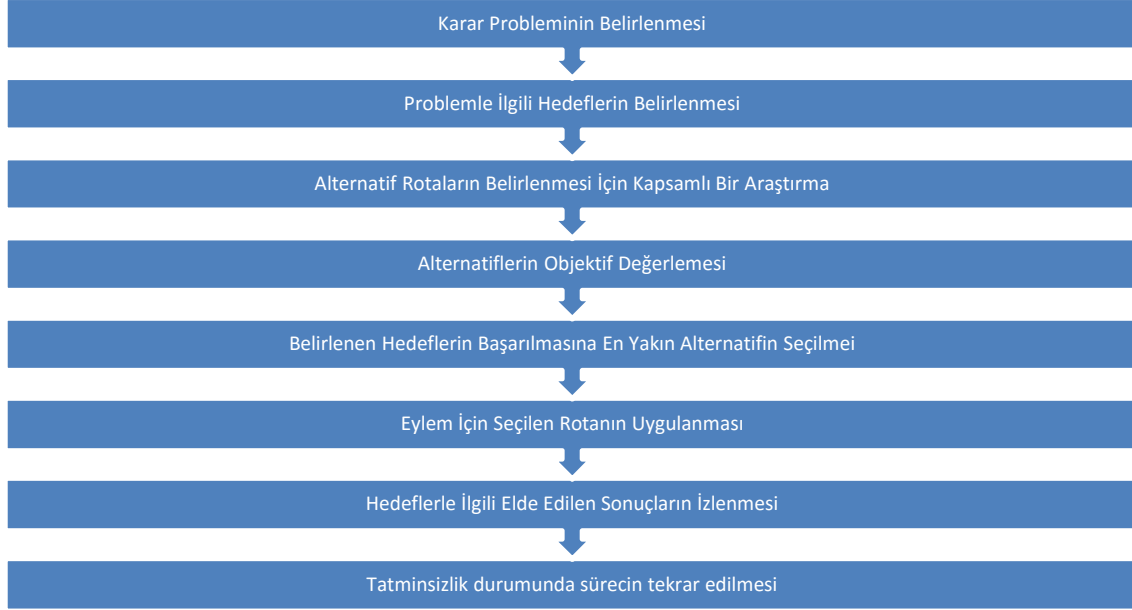 Karar Probleminin Belirlenmesi
Problemle İlgili Hedeflerin Belirlenmesi
Alternatif Rotaların Belirlenmesi İçin Kapsamlı Bir Araştırma
Alternatiflerin Objektif Değerlemesi
Belirlenen Hedeflerin Başarılmasına En Yakın Alternatifin Seçilmei
Eylem İçin Seçilen Rotanın Uygulanması
Hedeflerle İlgili Elde Edilen Sonuçların İzlenmesi
Tatminsizlik durumunda sürecin tekrar edilmesi